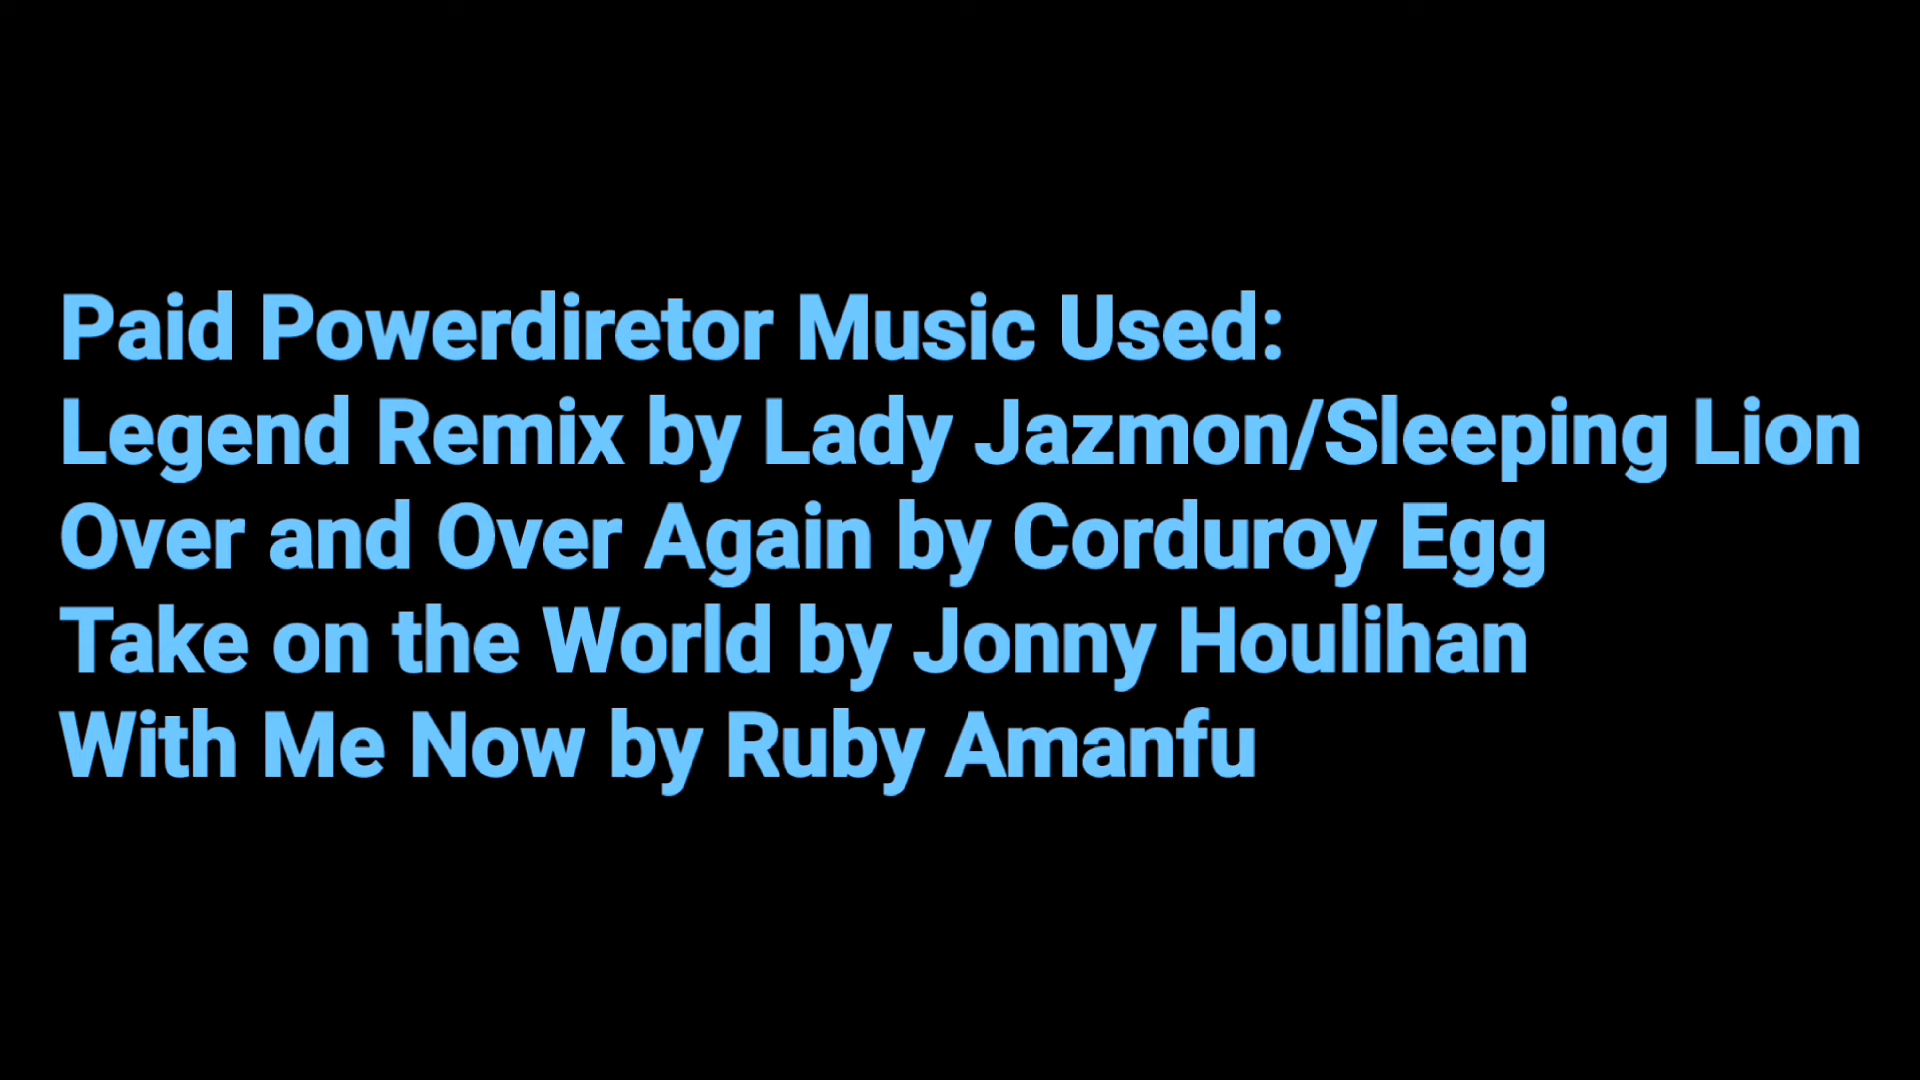 Paid Powerdiretor Music Used:
Legend Remix by Lady Jazmon/Sleeping Lion
Over and Over Again by Corduroy Egg
Take on the World by Jonny Houlihan
With Me Now by Ruby Amanfu